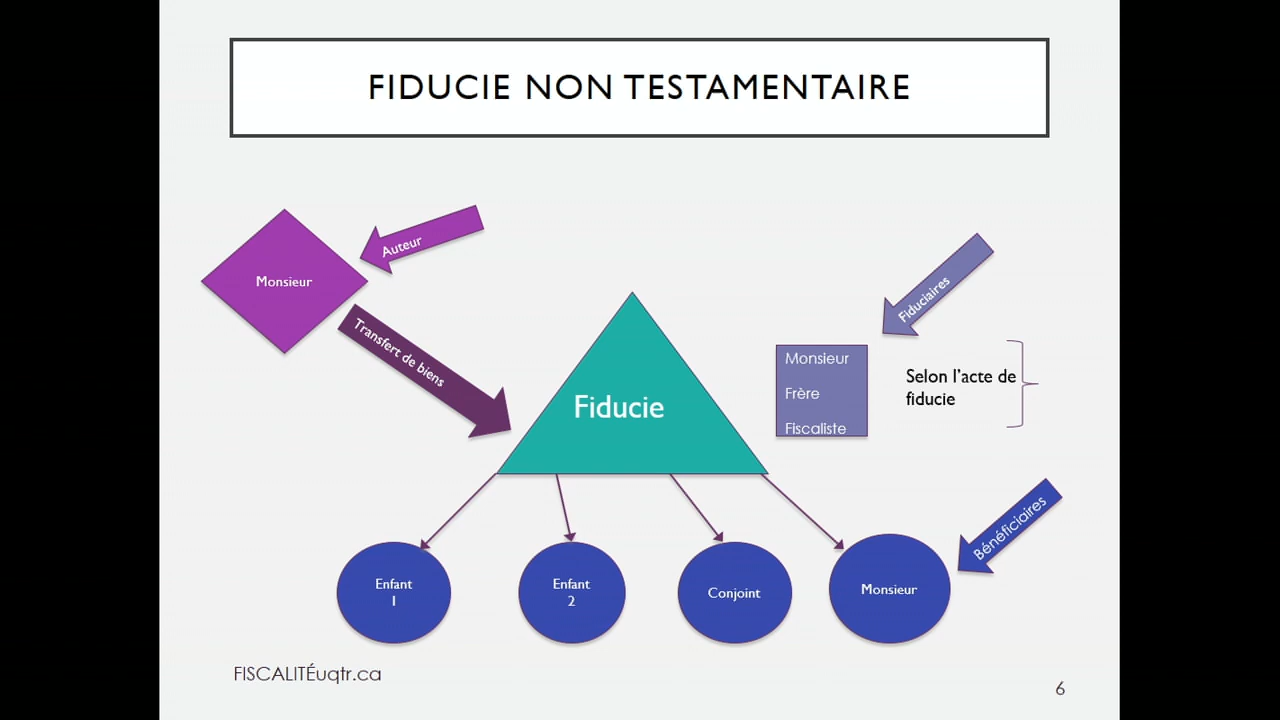 FIDUCIE NON TESTAMENTAIRE
Auteur
Monsieur
Transfert de biens
Fiducie
Fiduciaires
Monsieur
Frère
Fiscaliste
Selon l'acte de
fiducie
Bénéficiaires
Enfant
1
Enfant
2
Conjoint
Monsieur
FISCALITÉuqtr.ca
6